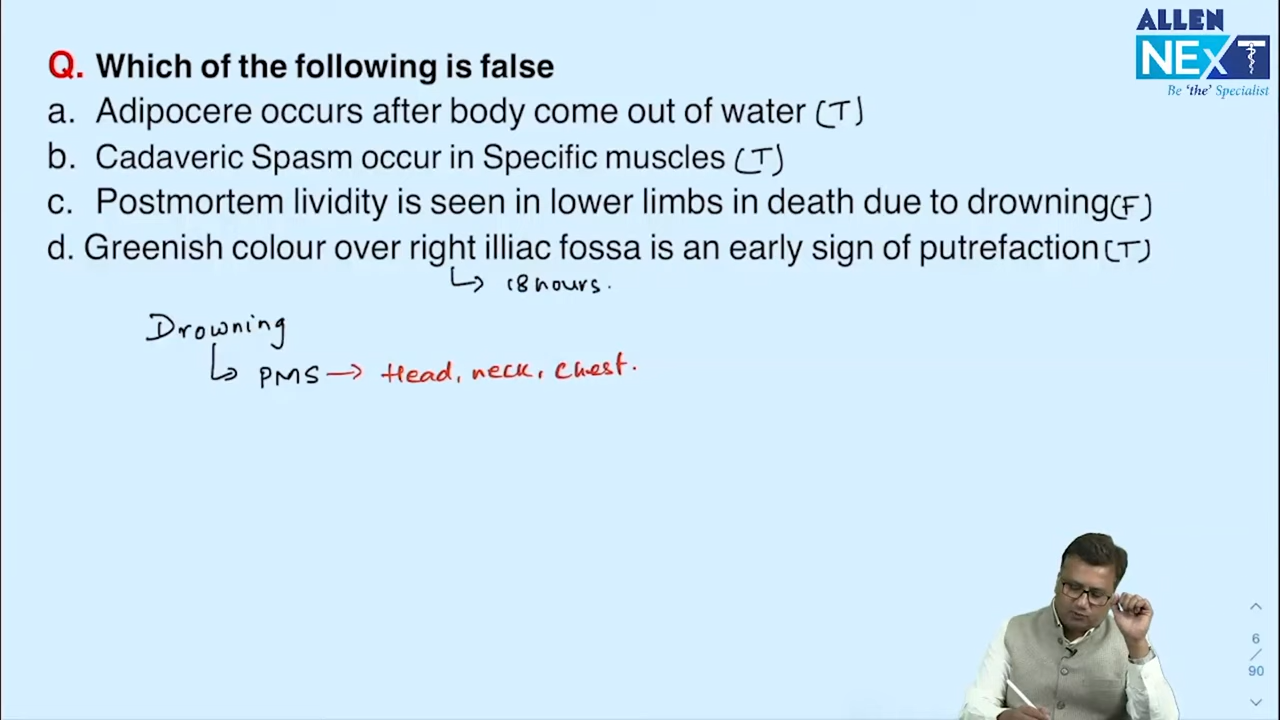 ALLEN
NEXT
Be 'the' Specialist
Q. Which of the following is false
a. Adipocere occurs after body come out of water (T)
b. Cadaveric Spasm occur in Specific muscles (T)
c. Postmortem lividity is seen in lower limbs in death due to drowning (F)
d. Greenish colour over right illiac fossa is an early sign of putrefaction (T)
↳ 18 hours.
Drowning
↳ PMS → Head, neck, chest.
6
/
90